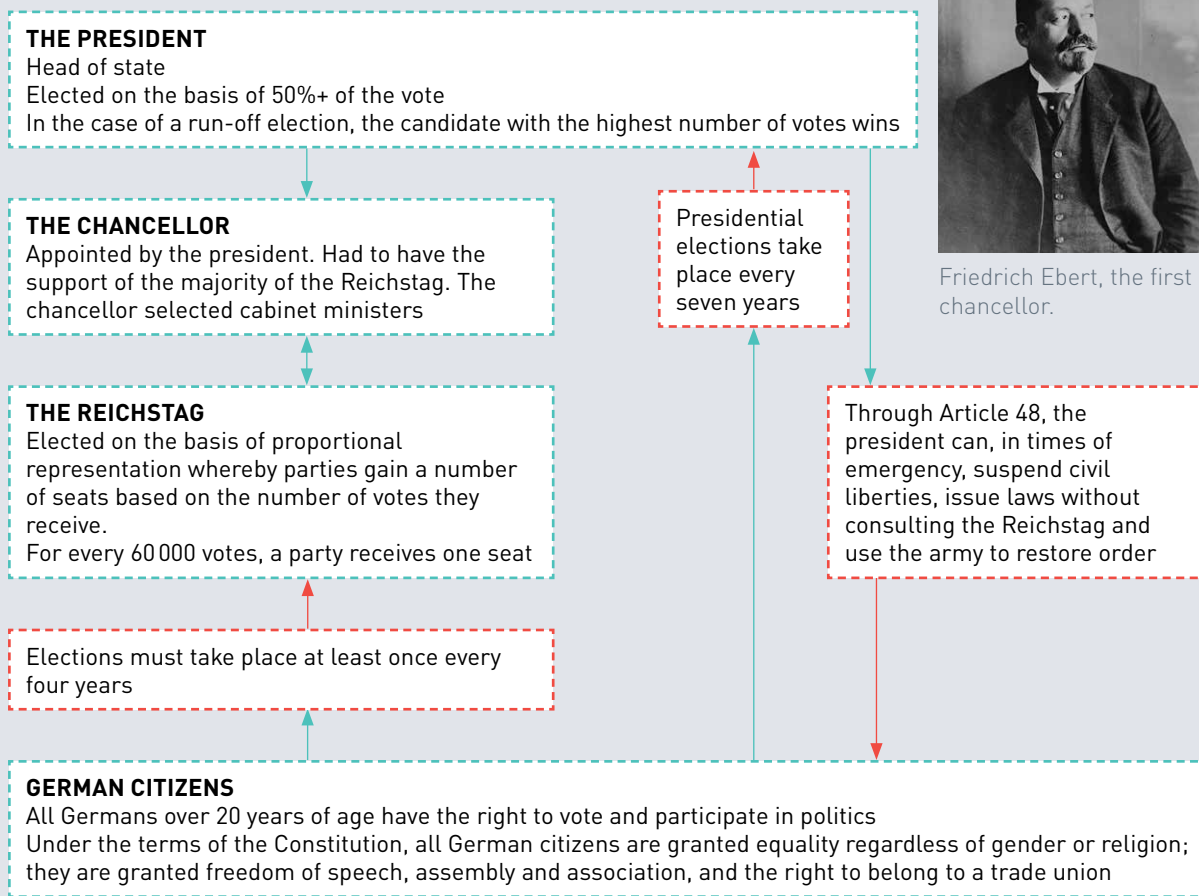 THE PRESIDENT
Head of state
Elected on the basis of 50%+ of the vote
In the case of a run-off election, the candidate with the highest number of votes wins
THE CHANCELLOR
Appointed by the president. Had to have the
support of the majority of the Reichstag. The
chancellor selected cabinet ministers
Presidential
elections take
place every
seven years
Friedrich Ebert, the first
chancellor.
THE REICHSTAG
Elected on the basis of proportional
representation whereby parties gain a number
of seats based on the number of votes they
receive.
For every 60 000 votes, a party receives one seat
Through Article 48, the
president can, in times of
emergency, suspend civil
liberties, issue laws without
consulting the Reichstag and
use the army to restore order
Elections must take place at least once every
four years
GERMAN CITIZENS
All Germans over 20 years of age have the right to vote and participate in politics
Under the terms of the Constitution, all German citizens are granted equality regardless of gender or religion;
they are granted freedom of speech, assembly and association, and the right to belong to a trade union